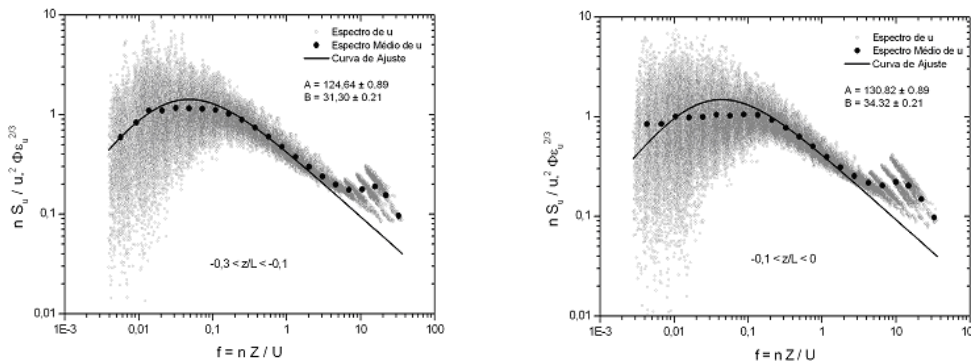 10
1
0,1
0,01
n S_u / u_*² Φε_u^{2/3}
Espectro de u
Espectro Médio de u
Curva de Ajuste
A = 124,64 ± 0.89
B = 31,30 ± 0.21
-0,3 < z/L < -0,1
1E-3 0,01 0,1 1 10 100
f = n Z / U
10
1
0,1
0,01
n S_u / u_*² Φε_u^{2/3}
Espectro de u
Espectro Médio de u
Curva de Ajuste
A = 130.82 ± 0.89
B = 34.32 ± 0.21
-0,1 < z/L < 0
1E-3 0,01 0,1 1 10 100
f = n Z / U